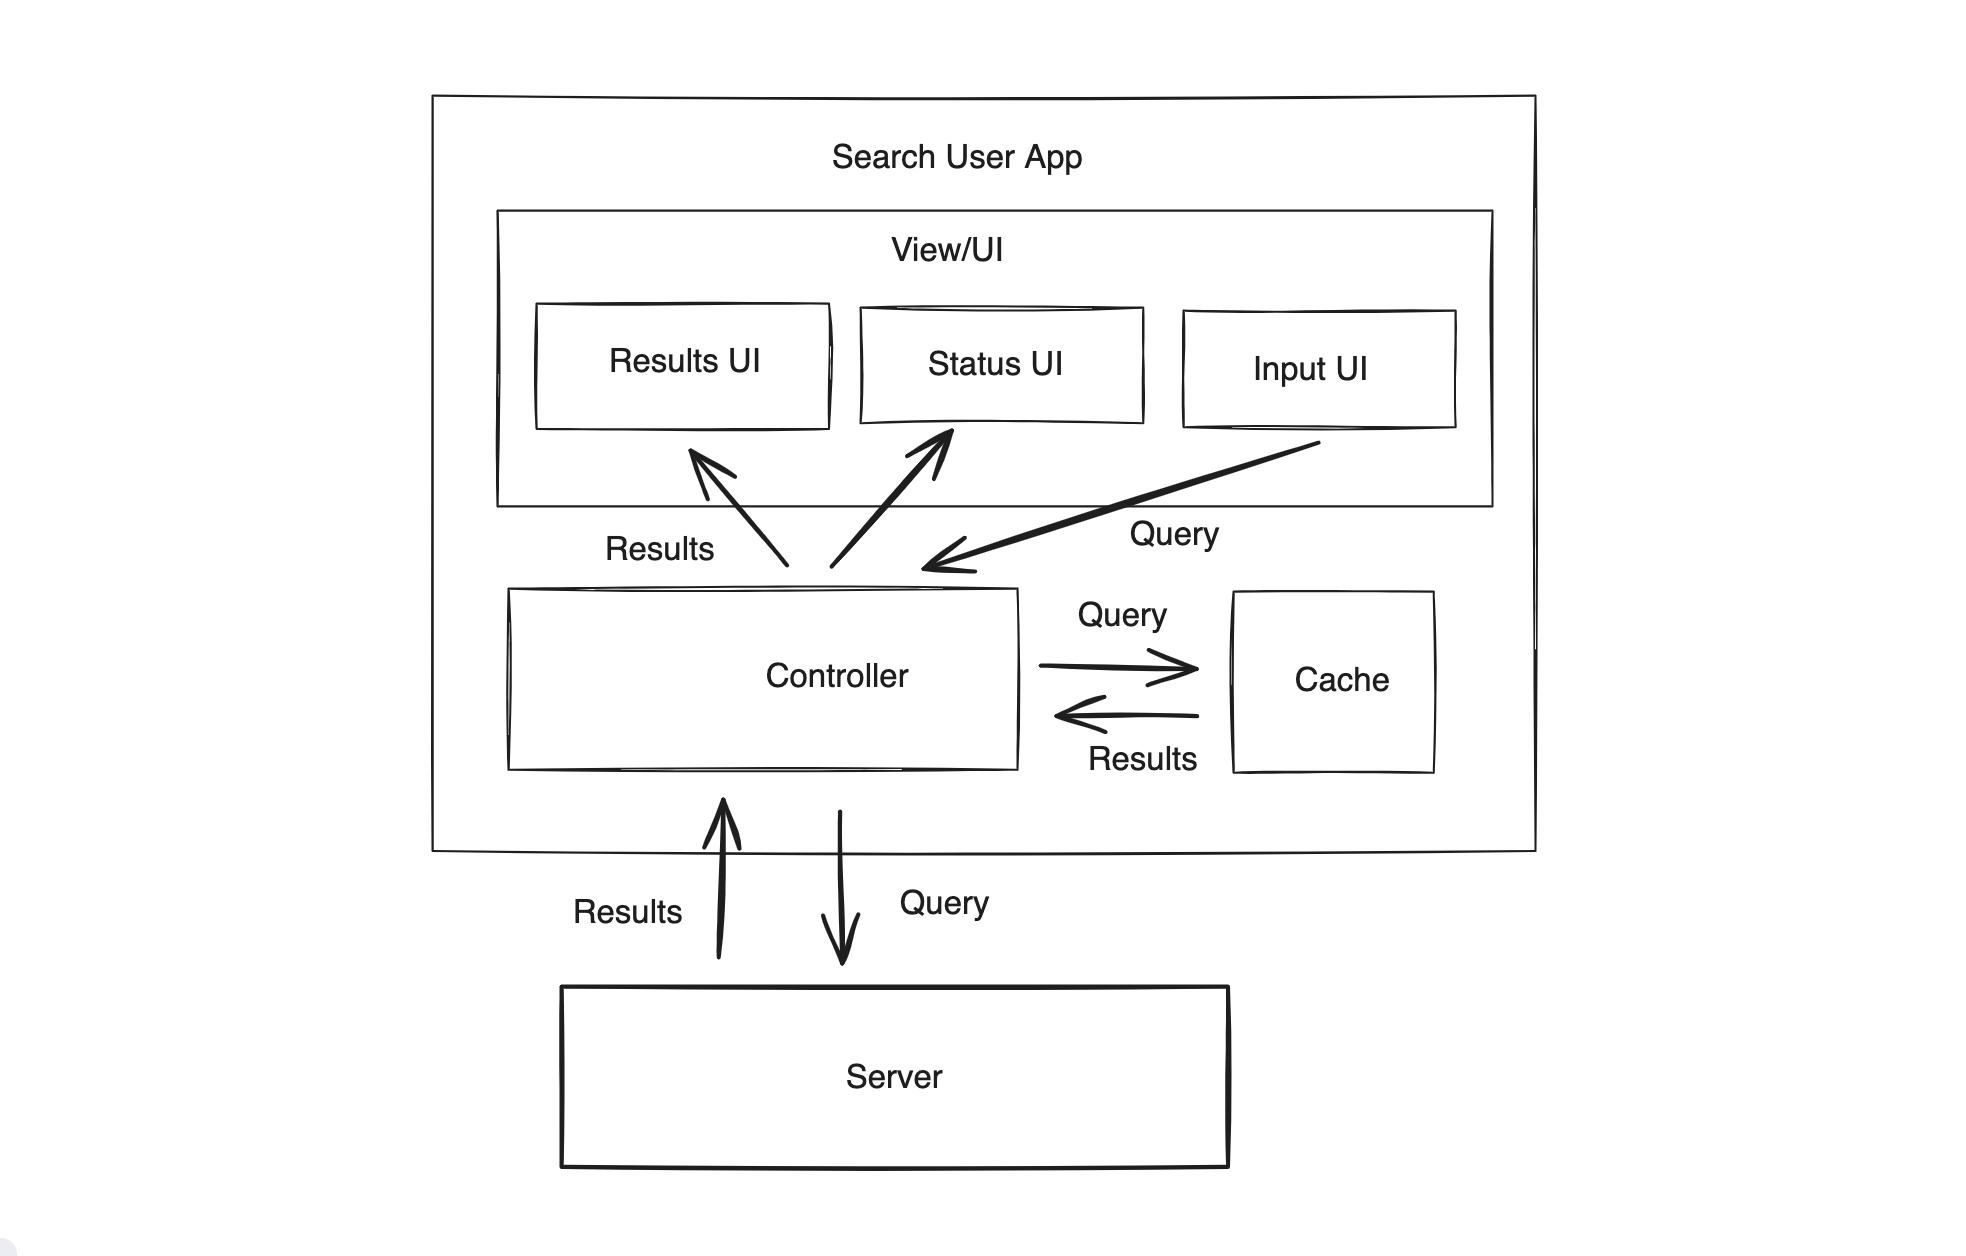 Search User App
View/UI
Results UI
Status UI
Input UI
Results
Query
Controller
Query
Results
Cache
Results
Query
Server